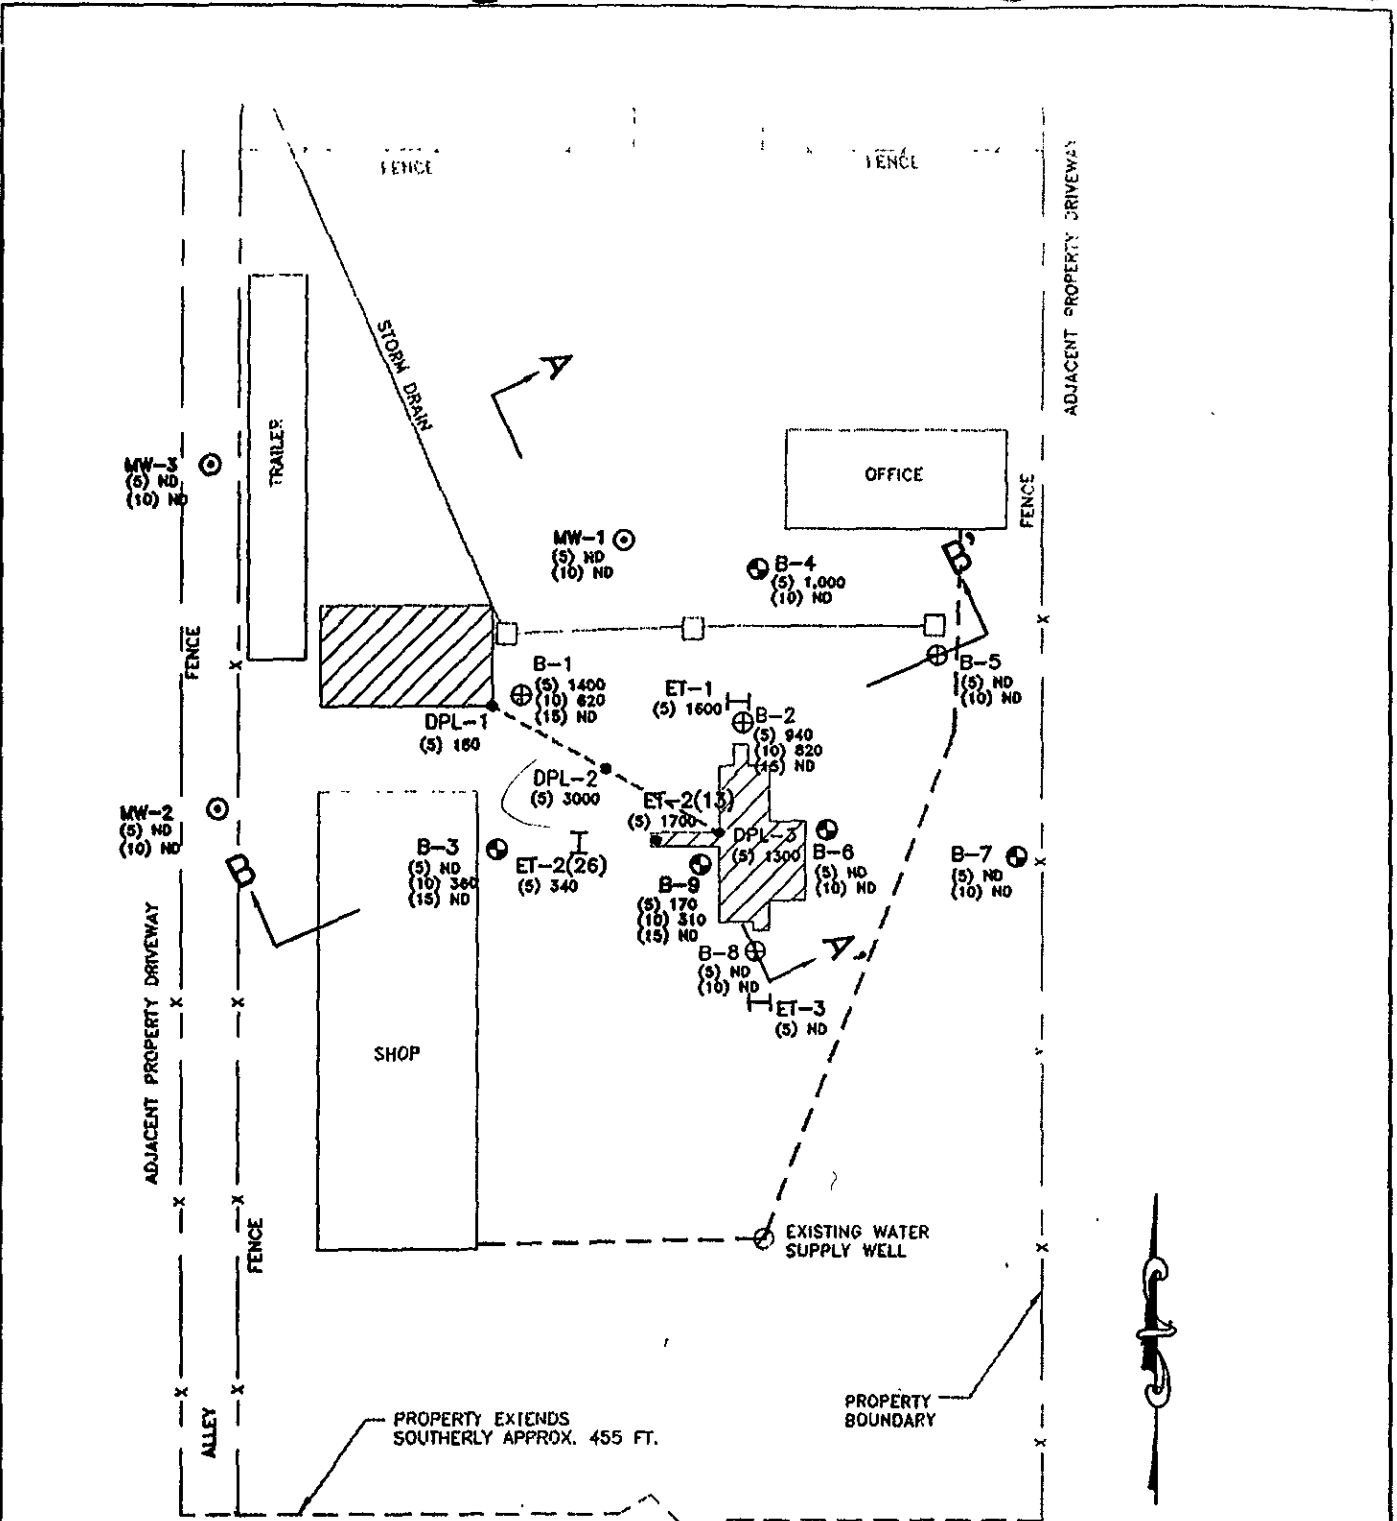 FENCE
FENCE
ADJACENT PROPERTY DRIVEWAY
STORM DRAIN
A
TRAILER
OFFICE
FENCE
MW-3
(5) ND
(10) ND
MW-1
(5) ND
(10) ND
B-4
(5) 1,000
(10) ND
B'
FENCE
B-1
(5) 1400
(10) 620
(15) ND
ET-1
(5) 1600
B-2
(5) 940
(10) 820
(15) ND
B-5
(5) ND
(10) ND
DPL-1
(5) 160
DPL-2
(5) 3000
ET-2(13)
(5) 1700
DPL-3
(5) 1300
MW-2
(5) ND
(10) ND
B
B-3
(5) ND
(10) 360
(15) ND
ET-2(26)
(5) 340
B-9
(5) 170
(10) 310
(15) ND
B-6
(5) ND
(10) ND
B-7
(5) ND
(10) ND
B-8
(5) ND
(10) ND
A'
ET-3
(5) ND
ADJACENT PROPERTY DRIVEWAY
SHOP
FENCE
EXISTING WATER
SUPPLY WELL
PROPERTY
BOUNDARY
ALLEY
PROPERTY EXTENDS
SOUTHERLY APPROX. 455 FT.